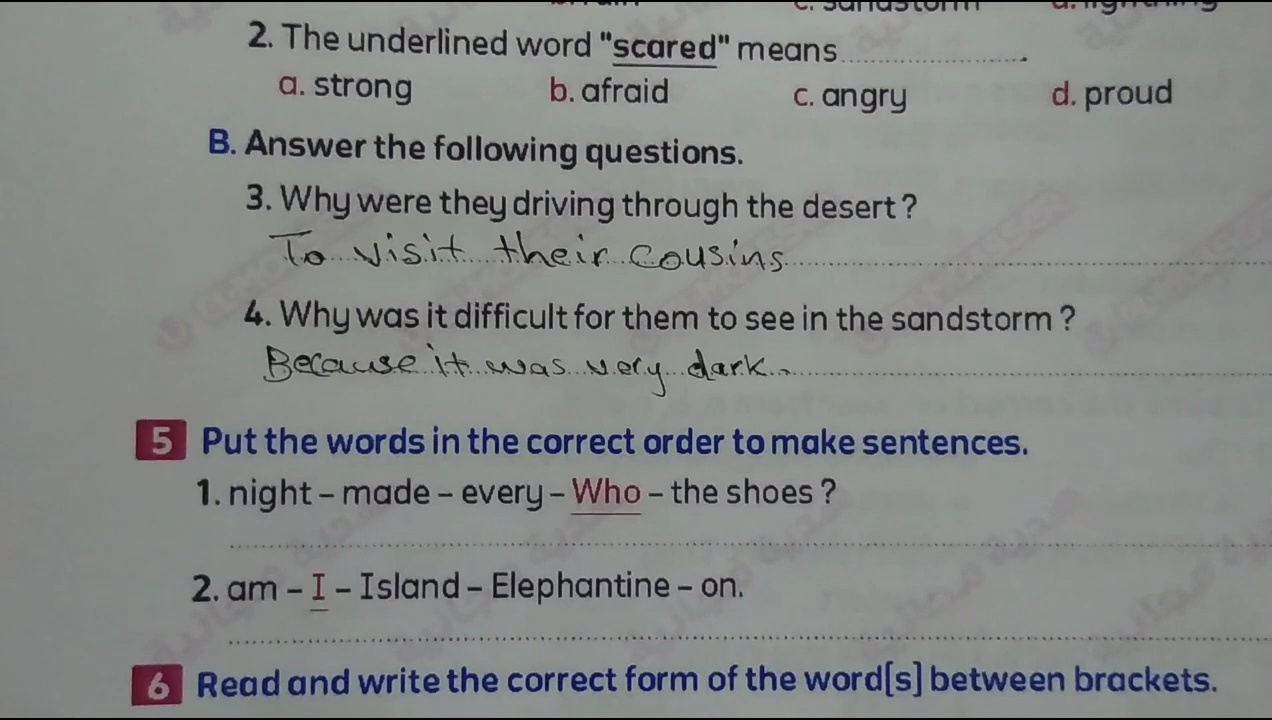 c. sandstorm
2. The underlined word "scared" means .
a. strong b. afraid c. angry d. proud
B. Answer the following questions.
3. Why were they driving through the desert?
To visit their cousins
4. Why was it difficult for them to see in the sandstorm?
Because it was very dark.
5 Put the words in the correct order to make sentences.
1. night – made – every – Who – the shoes?
2. am – I – Island – Elephantine – on.
6 Read and write the correct form of the word[s] between brackets.